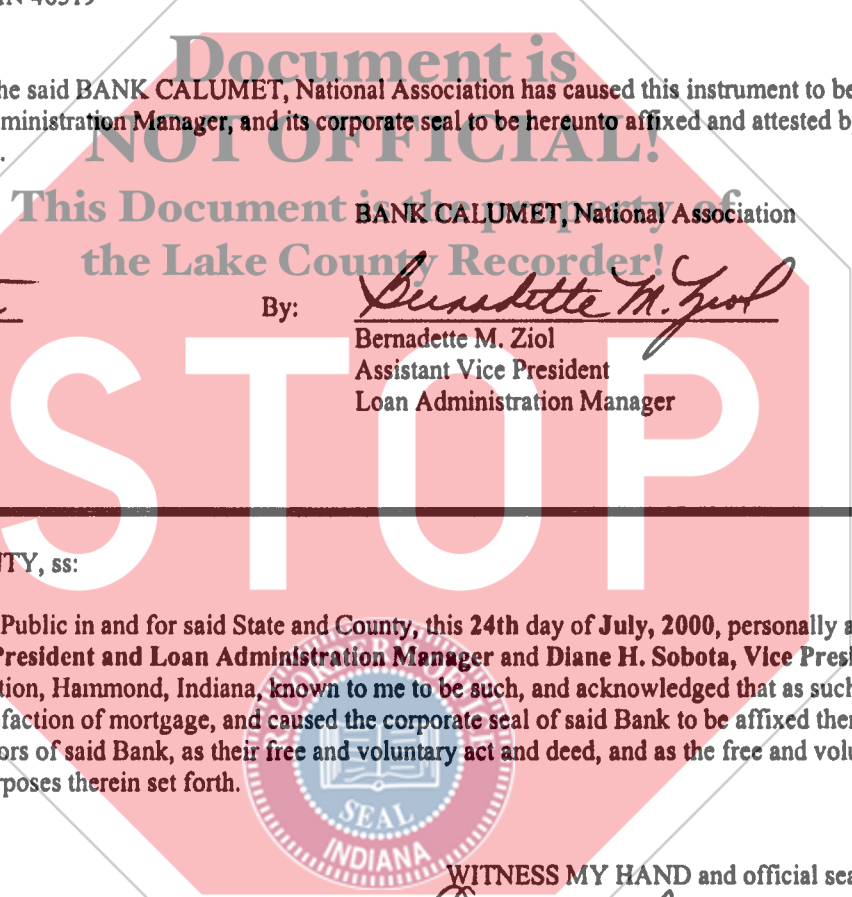 Document is
he said BANK CALUMET, National Association has caused this instrument to be
ministration Manager, and its corporate seal to be hereunto affixed and attested b
NOT OFFICIAL!
This Document is the property of
BANK CALUMET, National Association
the Lake County Recorder!
By: Bernadette M. Ziol
Bernadette M. Ziol
Assistant Vice President
Loan Administration Manager
STOP
NTY, ss:
Public in and for said State and County, this 24th day of July, 2000, personally a
President and Loan Administration Manager and Diane H. Sobota, Vice Presi
tion, Hammond, Indiana, known to me to be such, and acknowledged that as such
faction of mortgage, and caused the corporate seal of said Bank to be affixed ther
ors of said Bank, as their free and voluntary act and deed, and as the free and volu
rposes therein set forth.
SEAL
INDIANA
WITNESS MY HAND and official sea